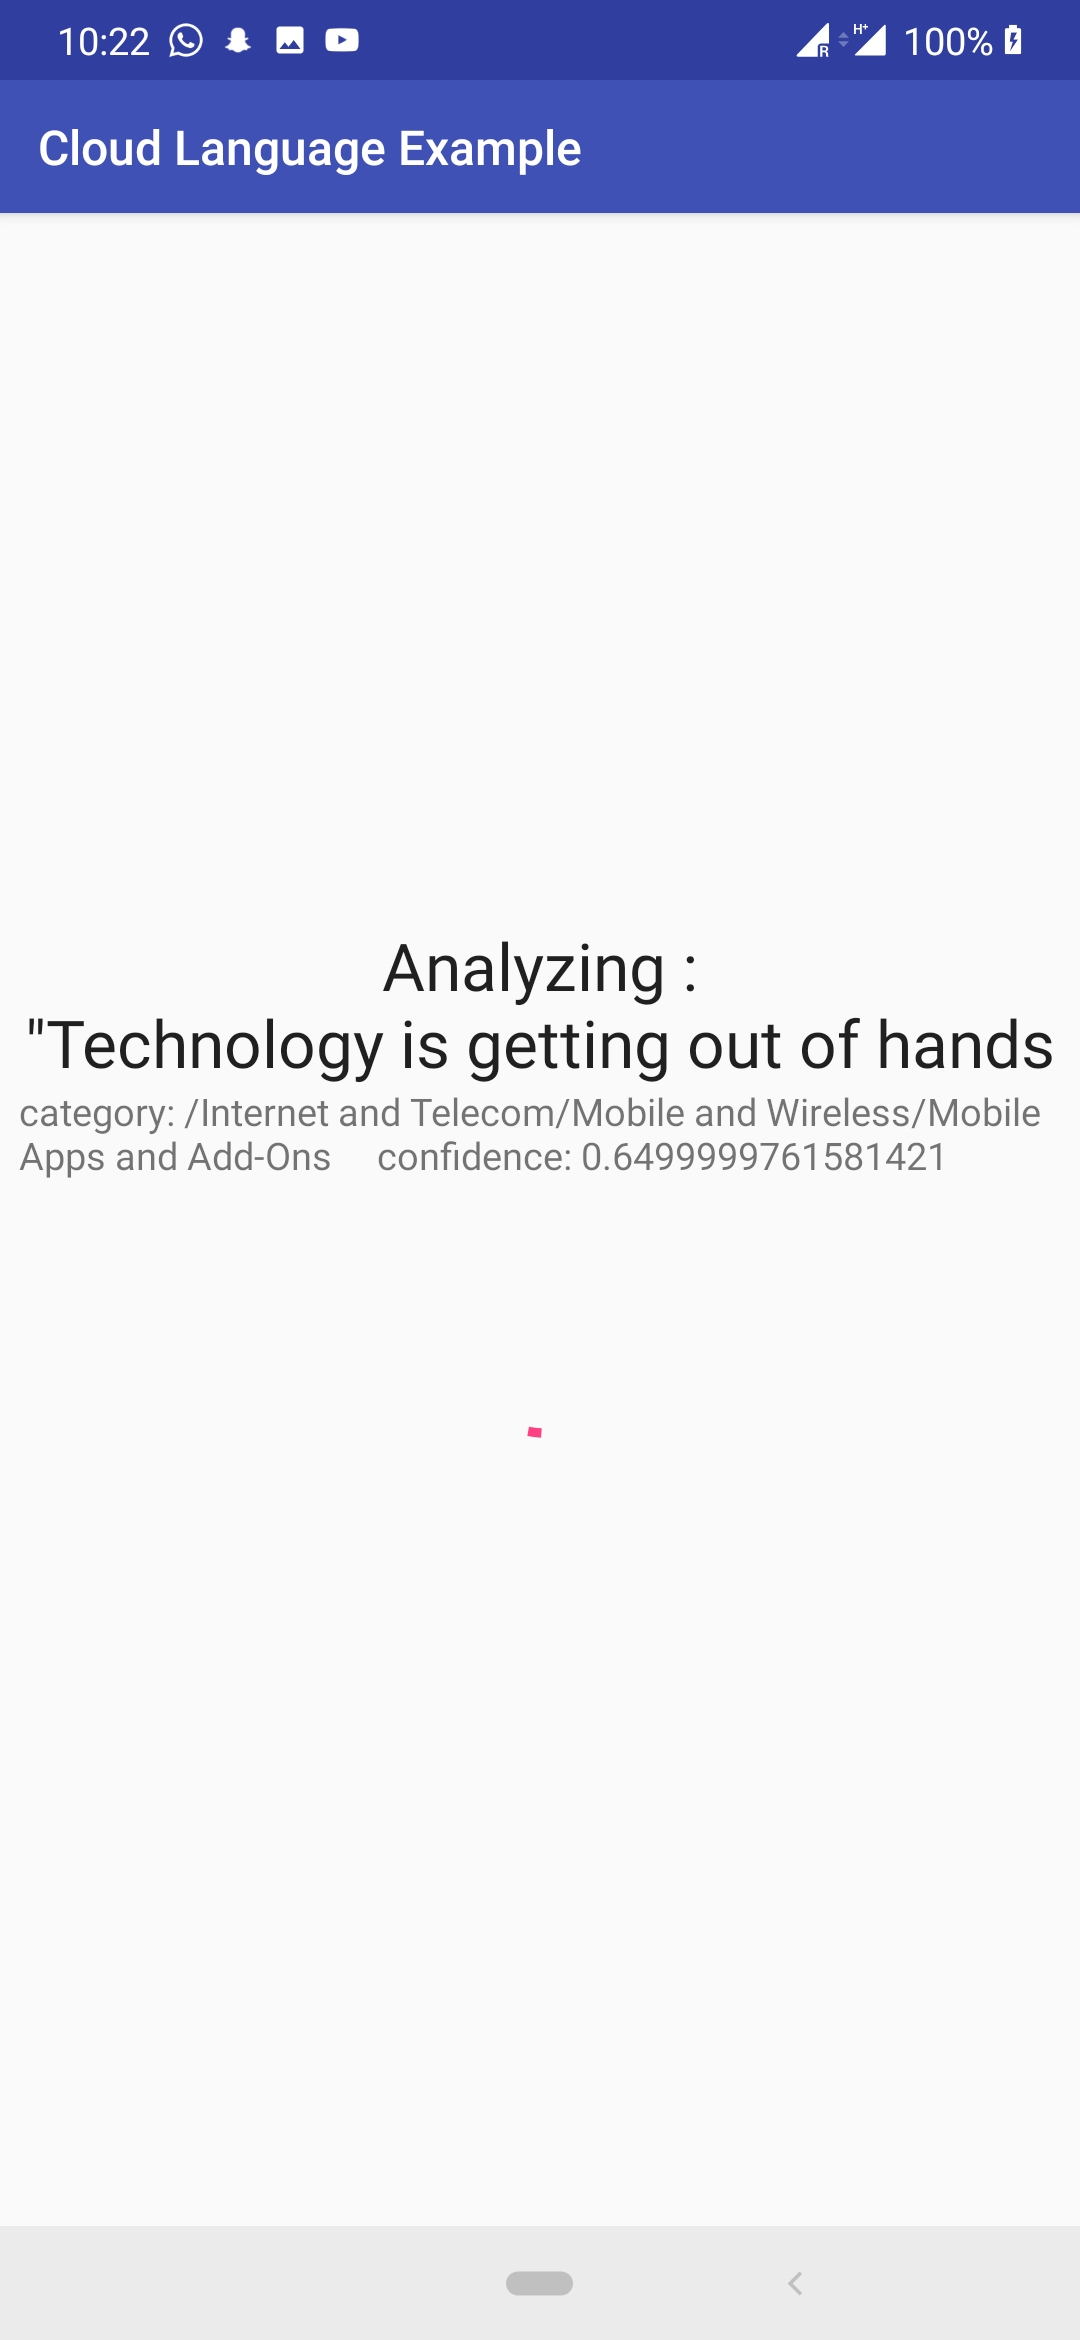 10:22
R
H+
100%
Cloud Language Example
Analyzing :
"Technology is getting out of hands
category: /Internet and Telecom/Mobile and Wireless/Mobile
Apps and Add-Ons    confidence: 0.6499999761581421